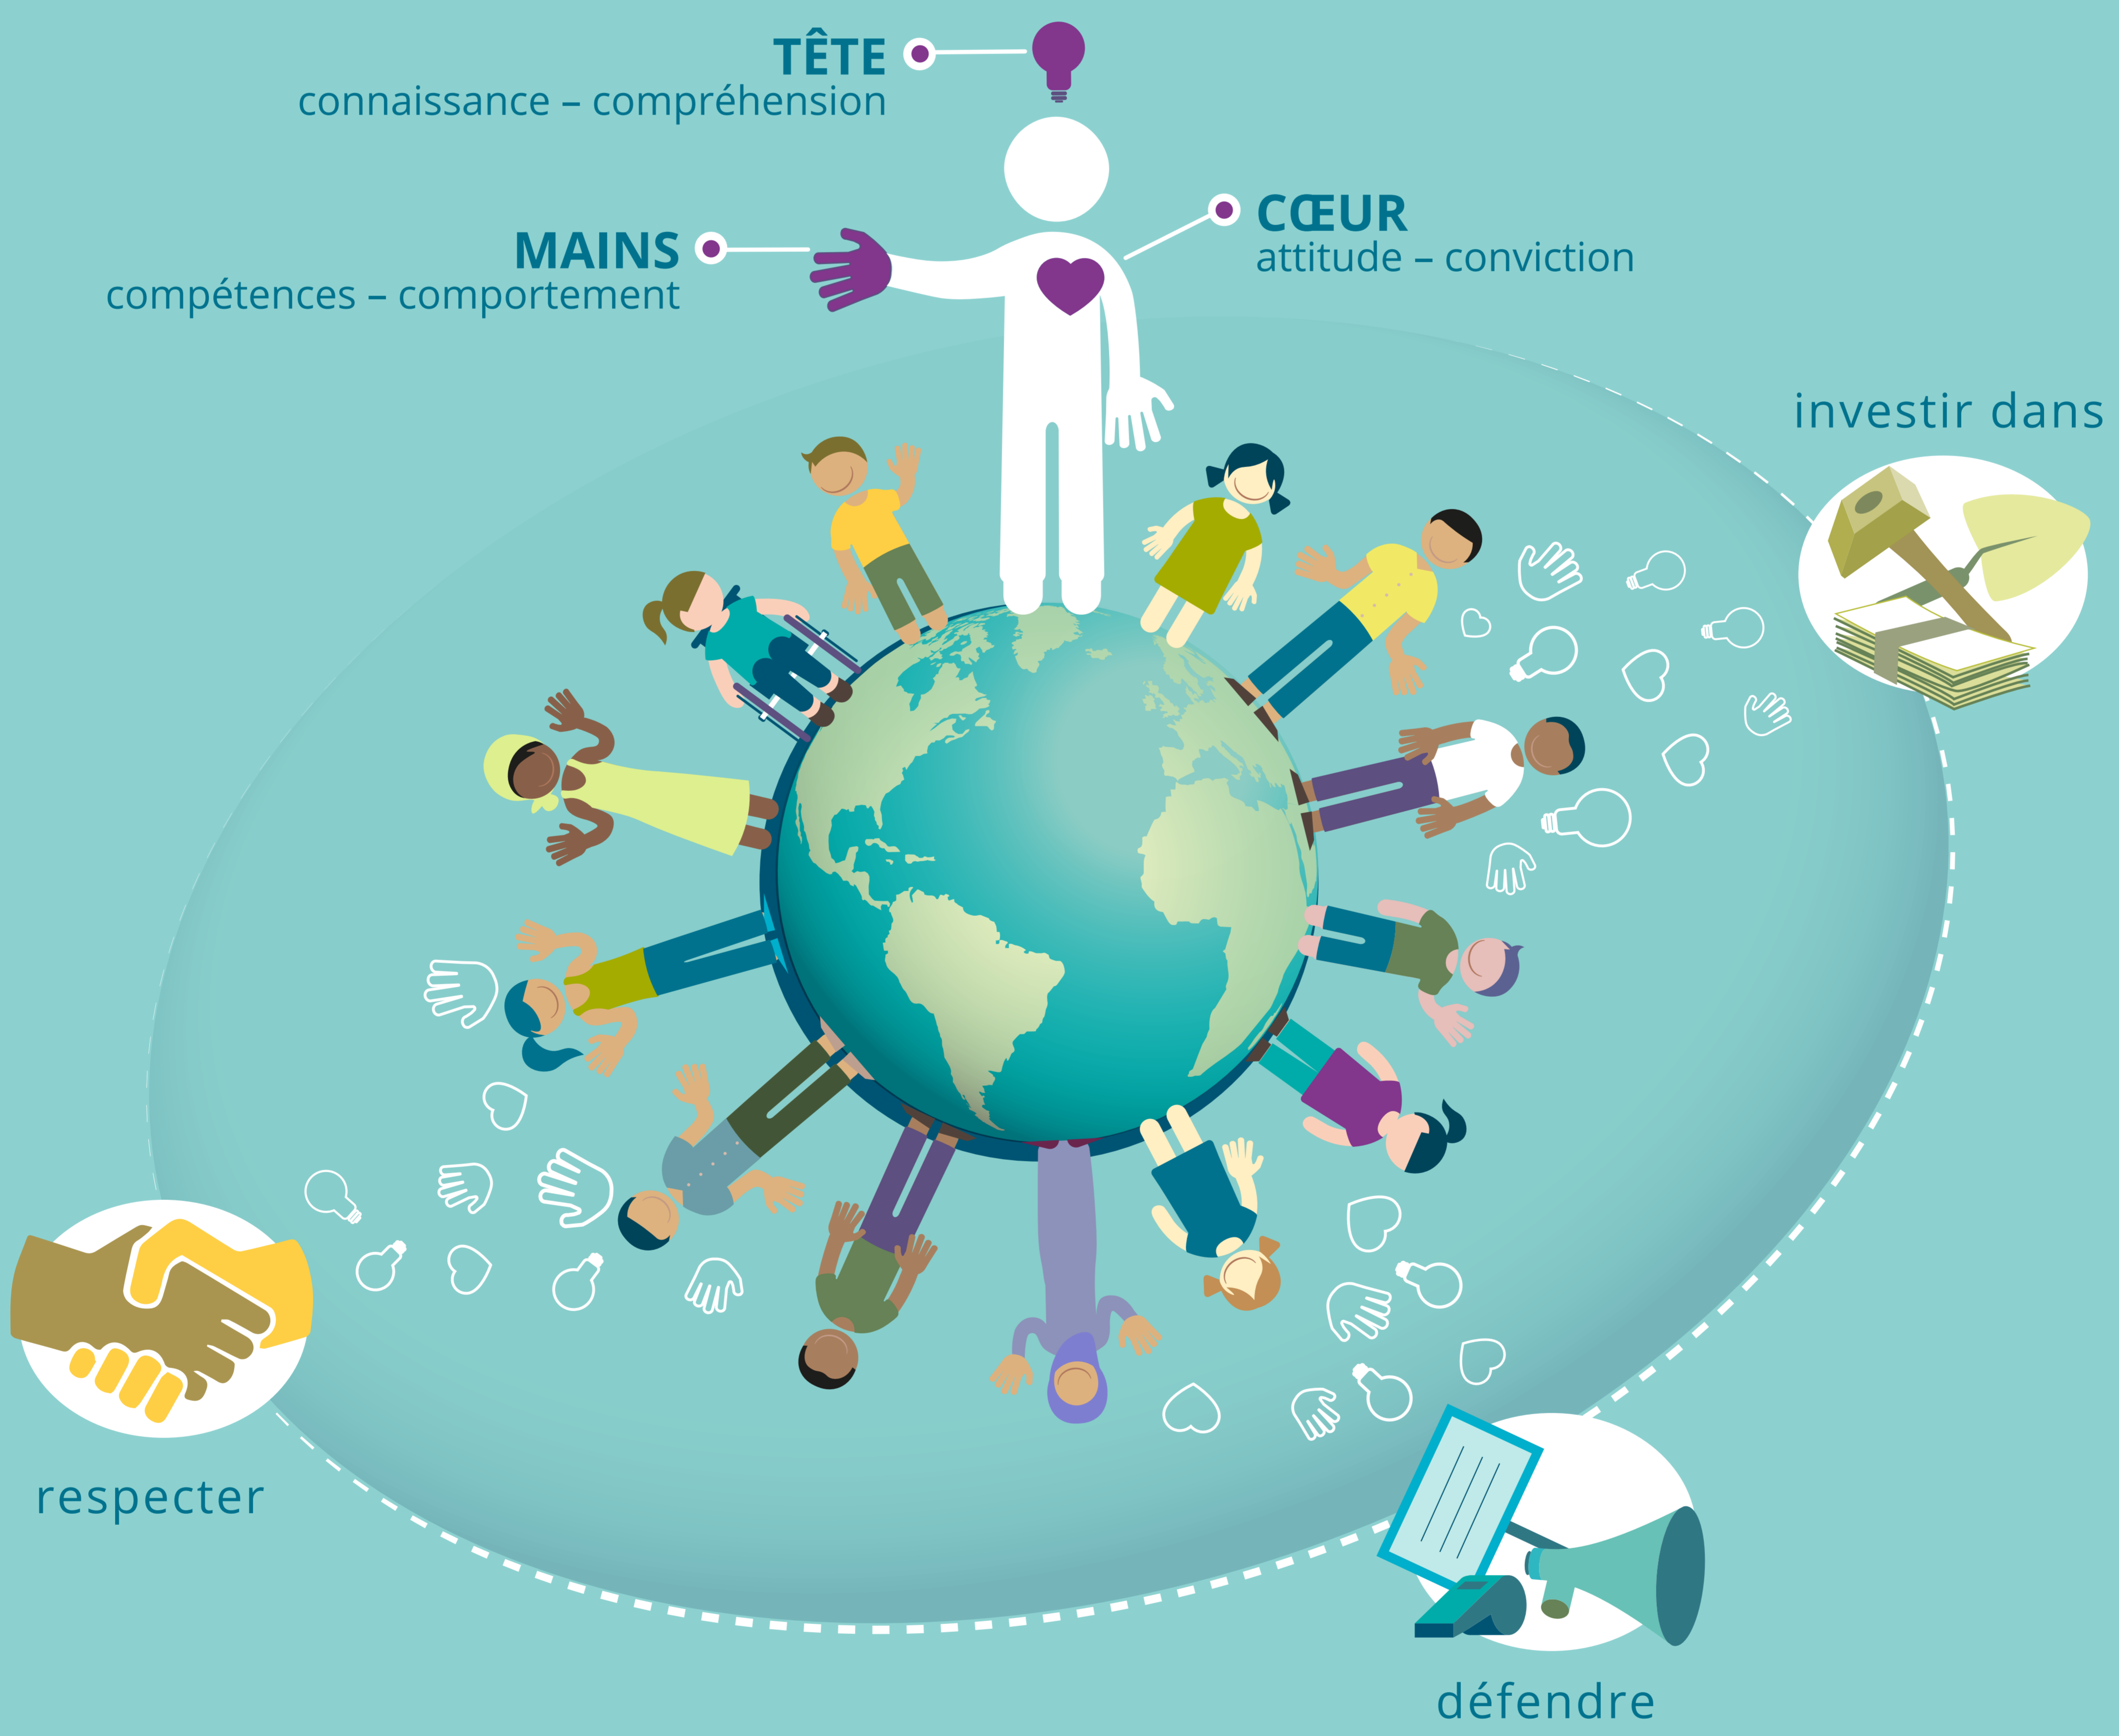 TÊTE
connaissance – compréhension
CŒUR
attitude – conviction
MAINS
compétences – comportement
investir dans
respecter
défendre